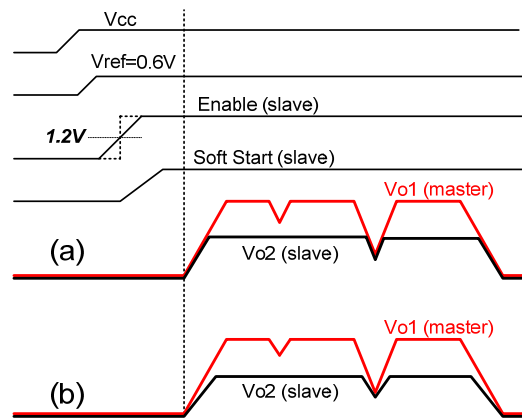 Vcc
Vref=0.6V
Enable (slave)
1.2V
Soft Start (slave)
Vo1 (master)
(a)
Vo2 (slave)
Vo1 (master)
(b)
Vo2 (slave)